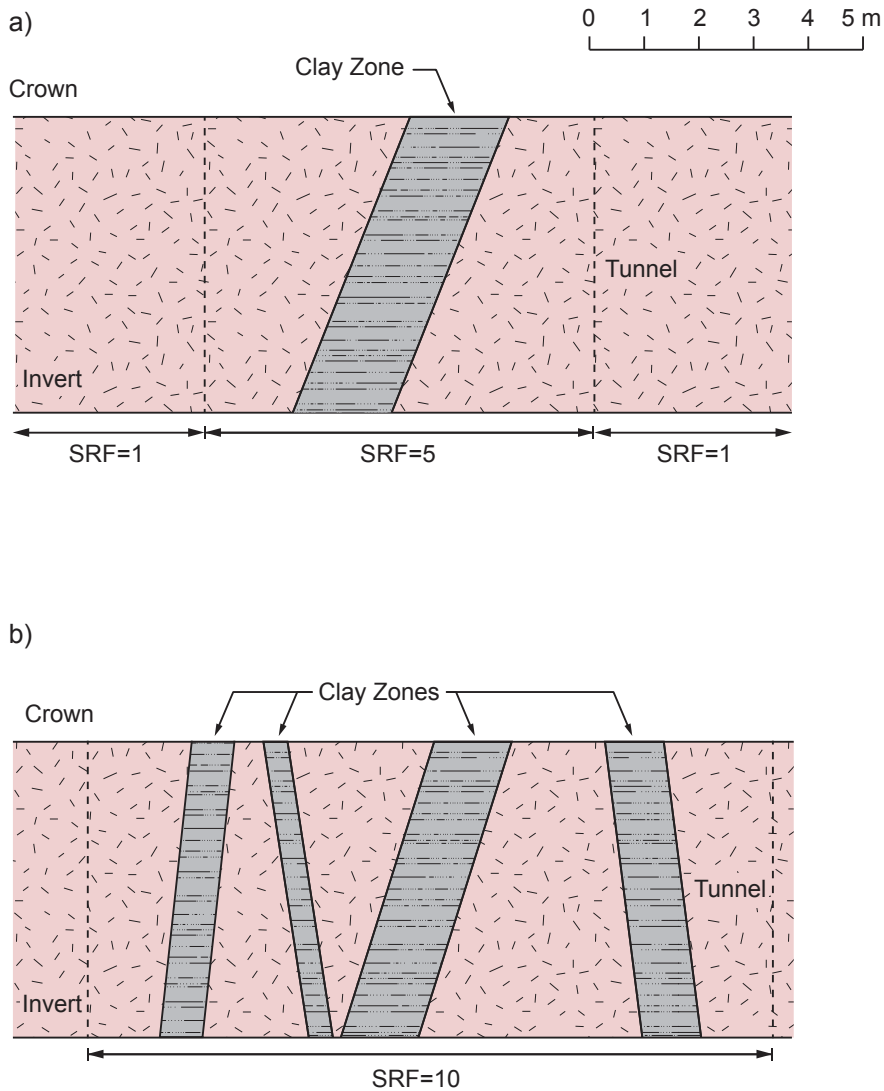 a)
0 1 2 3 4 5 m
Clay Zone
Crown
Tunnel
Invert
SRF=1 SRF=5 SRF=1
b)
Clay Zones
Crown
Tunnel
Invert
SRF=10